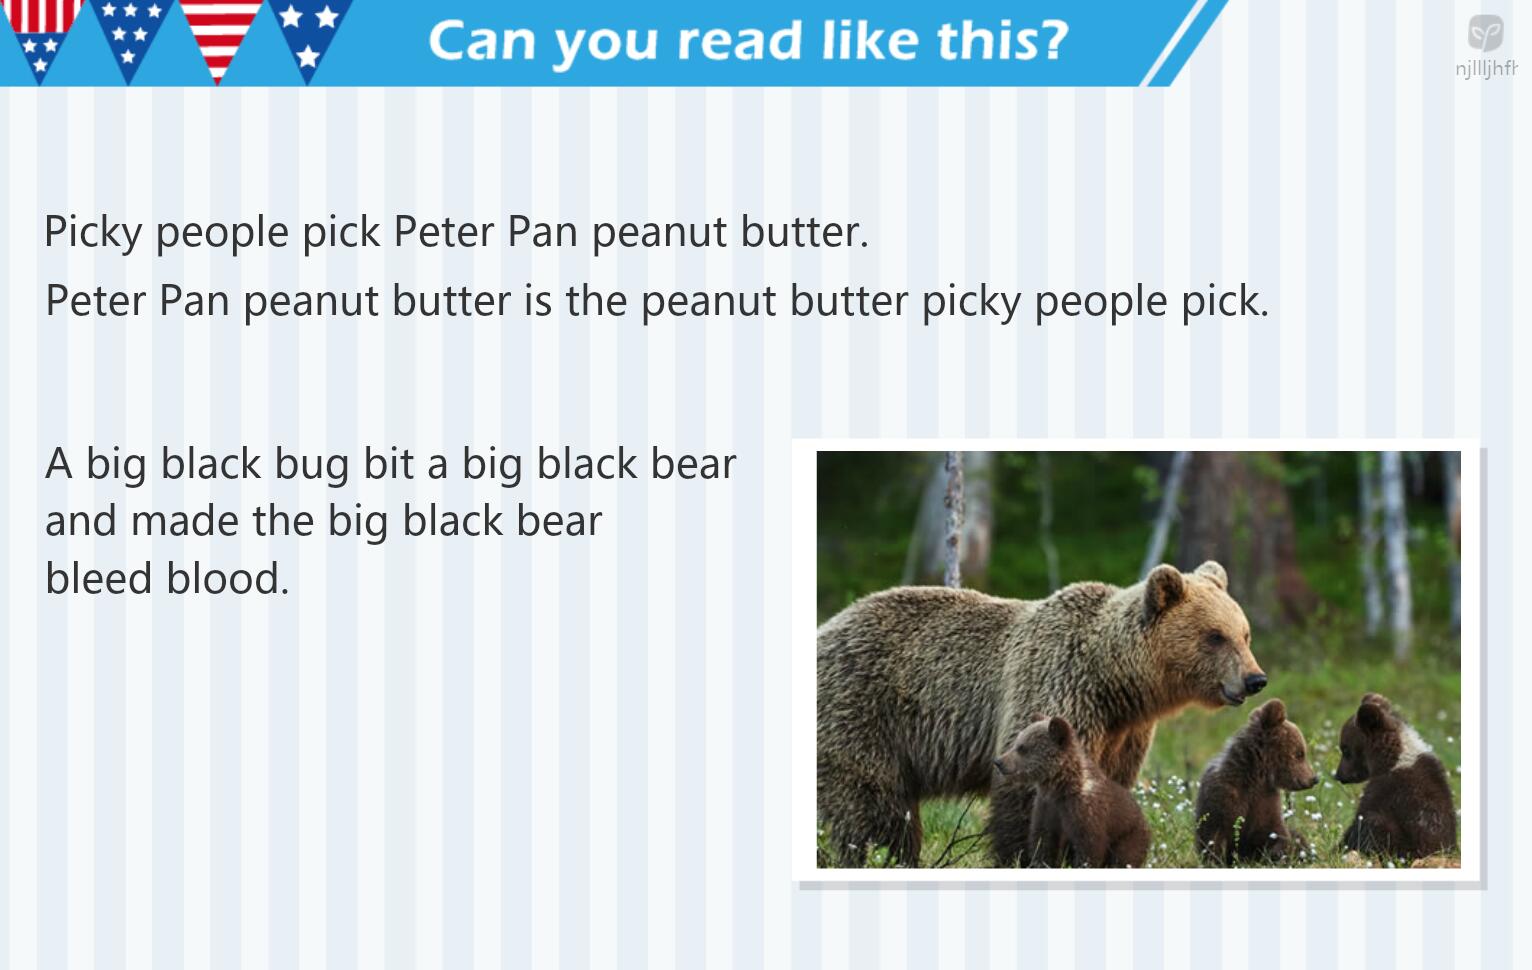 Can you read like this?
njllljhfh
Picky people pick Peter Pan peanut butter.
Peter Pan peanut butter is the peanut butter picky people pick.
A big black bug bit a big black bear
and made the big black bear
bleed blood.